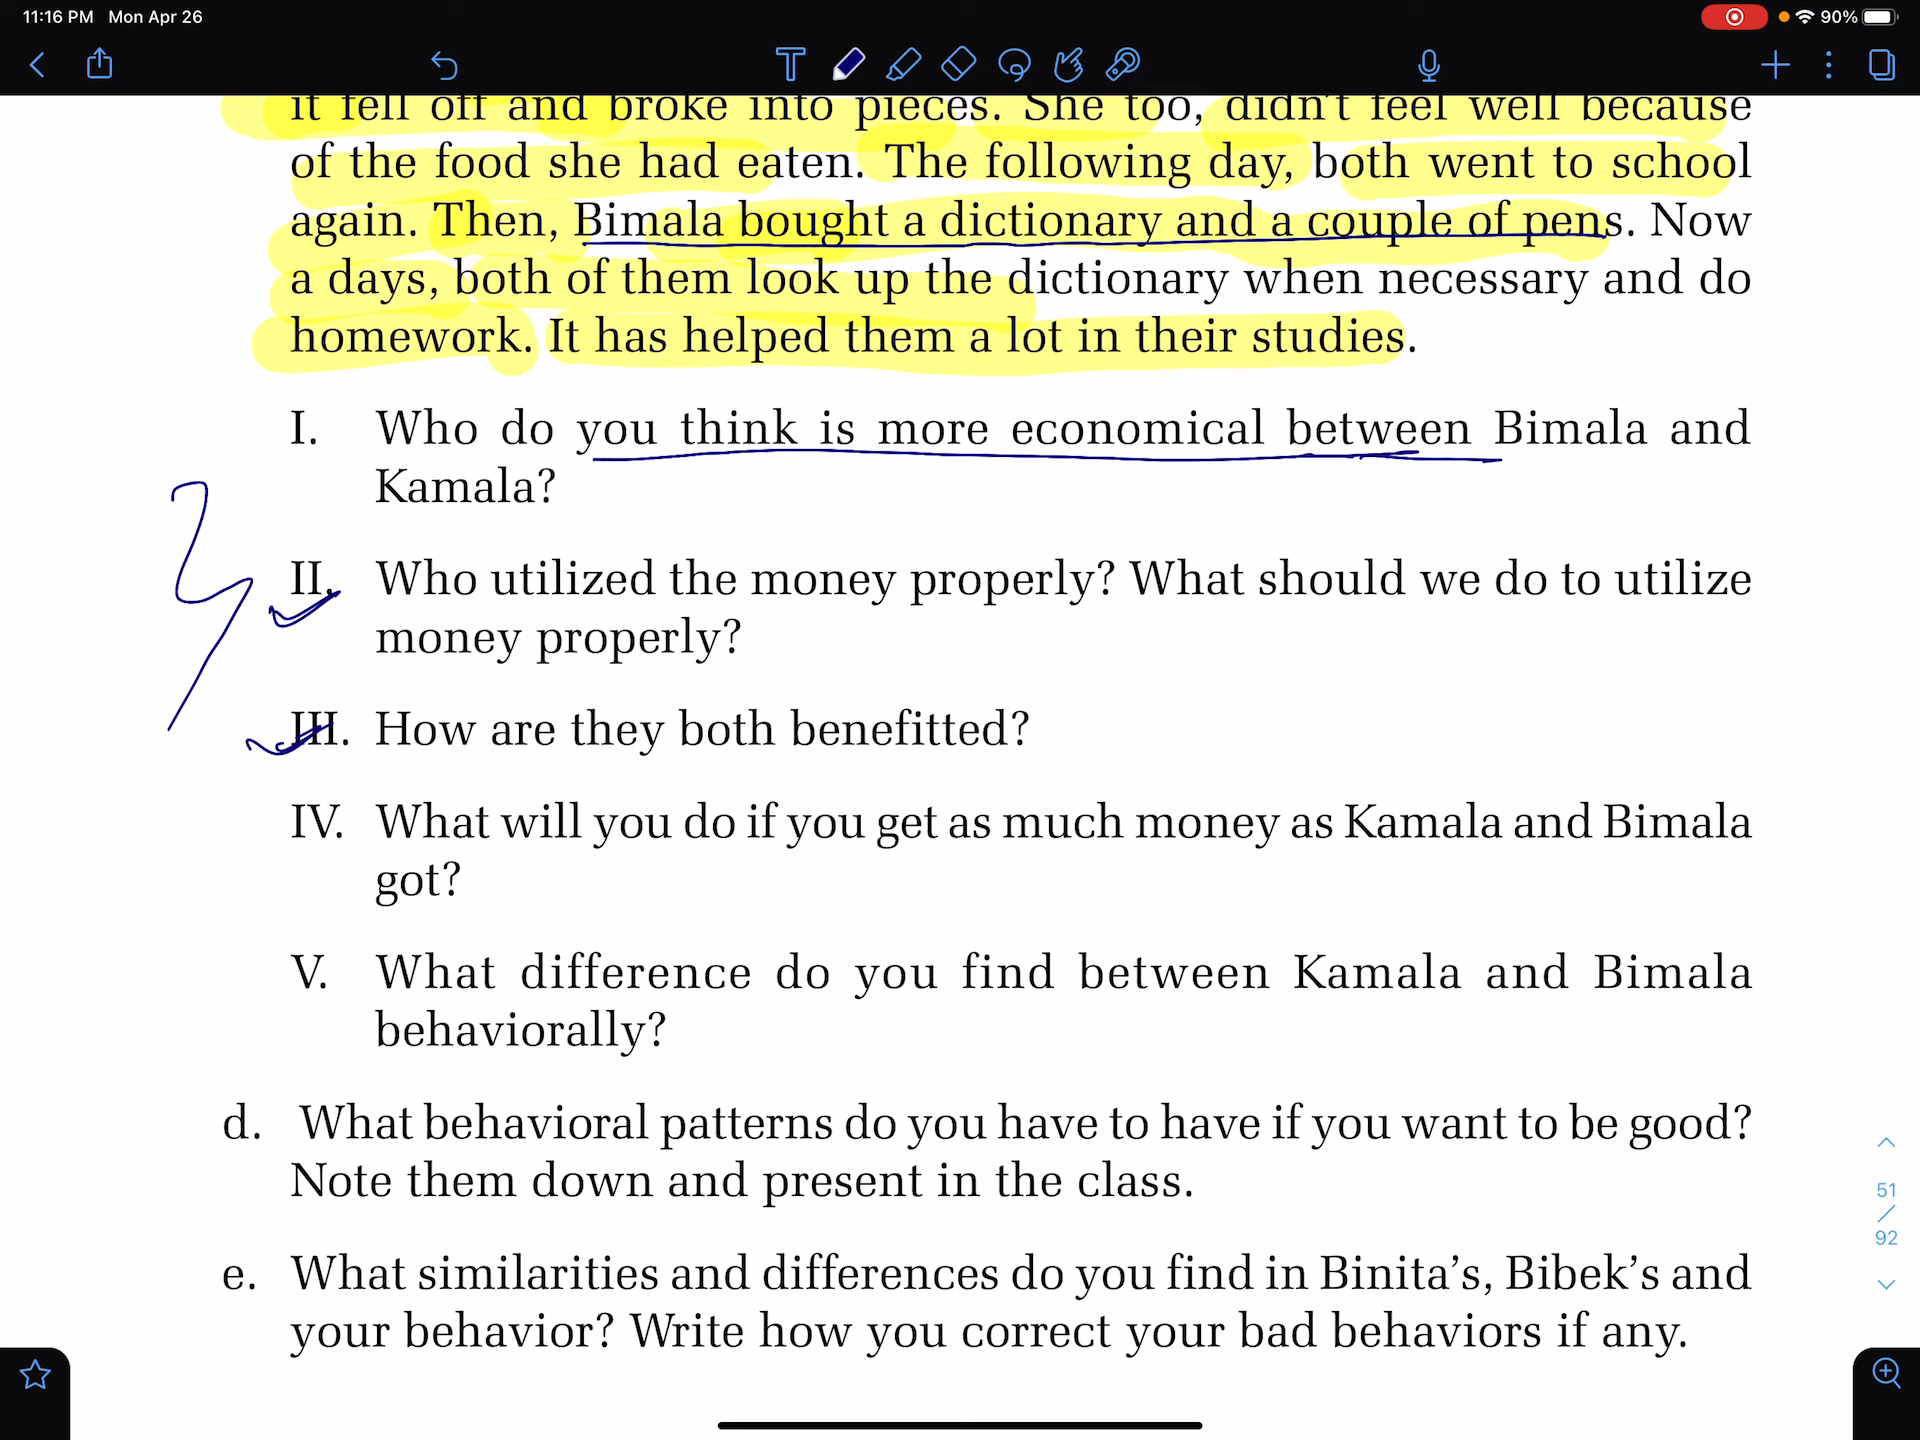 11:16 PM Mon Apr 26
90%
it fell off and broke into pieces. She too, didn't feel well because
of the food she had eaten. The following day, both went to school
again. Then, Bimala bought a dictionary and a couple of pens. Now
a days, both of them look up the dictionary when necessary and do
homework. It has helped them a lot in their studies.
I. Who do you think is more economical between Bimala and
Kamala?
II. Who utilized the money properly? What should we do to utilize
money properly?
III. How are they both benefitted?
IV. What will you do if you get as much money as Kamala and Bimala
got?
V. What difference do you find between Kamala and Bimala
behaviorally?
d. What behavioral patterns do you have to have if you want to be good?
Note them down and present in the class.
e. What similarities and differences do you find in Binita's, Bibek's and
your behavior? Write how you correct your bad behaviors if any.
51
/
92